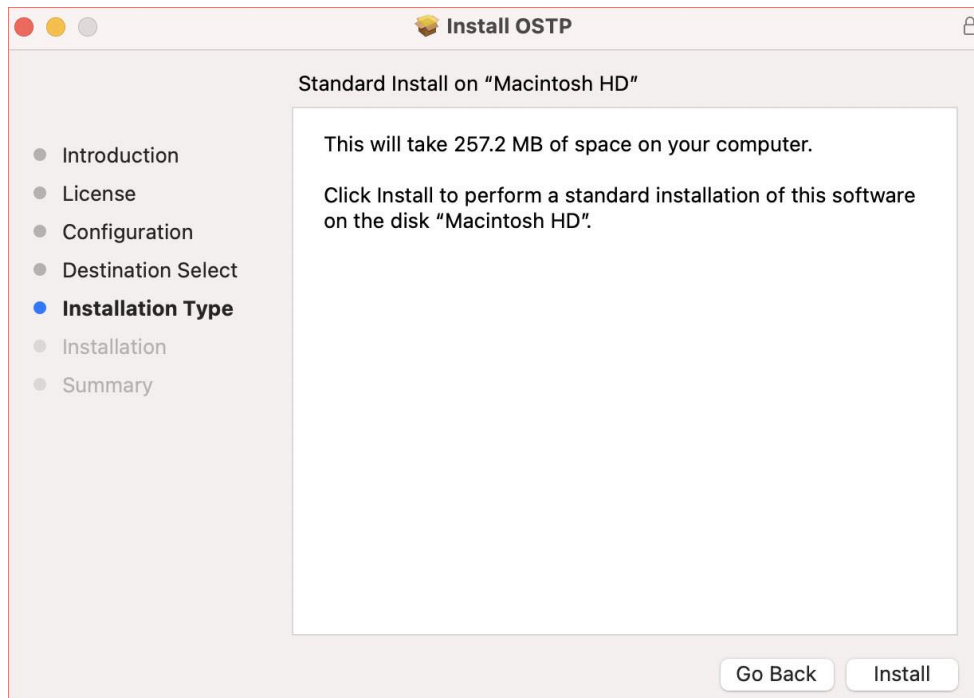 Install OSTP
Standard Install on “Macintosh HD”
Introduction
License
Configuration
Destination Select
Installation Type
Installation
Summary
This will take 257.2 MB of space on your computer.
Click Install to perform a standard installation of this software
on the disk “Macintosh HD”.
Go Back
Install